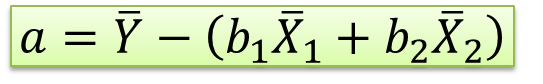 a = Ȳ − (b₁X̄₁ + b₂X̄₂)